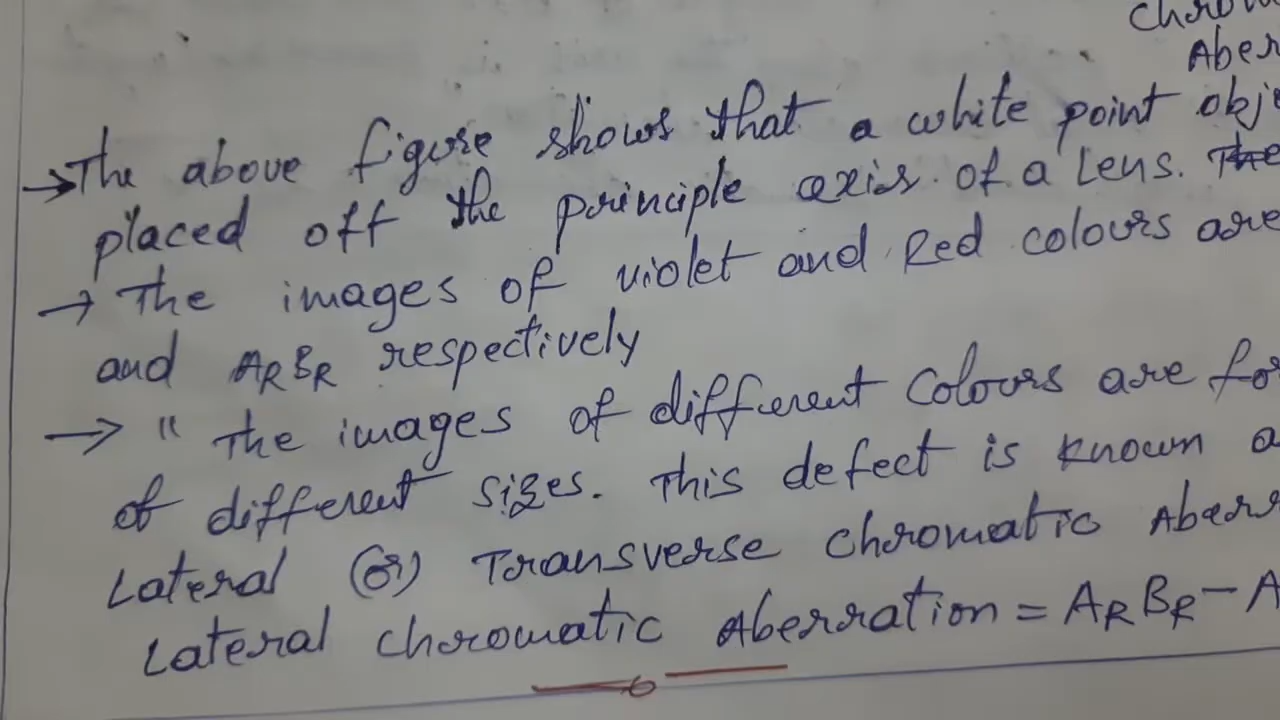 Chrom
Aber
→The above figure shows that a white point obje
placed off the principle axis of a Lens. The
→ The images of violet and Red colours are
and ARBR respectively
→ " The images of different Colours are fo
of different sizes. This defect is known a
Lateral (or) Transverse Chromatic Aberr
Lateral Chromatic Aberration = ARBR - A